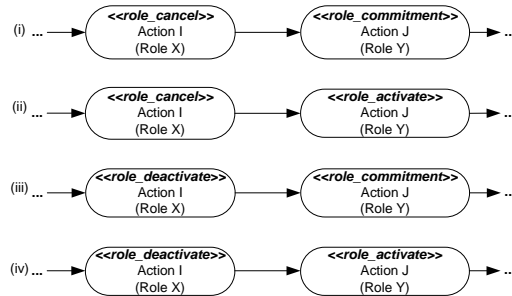 (i) ... <<role_cancel>> <<role_commitment>> ..
Action I Action J
(Role X) (Role Y)
(ii) ... <<role_cancel>> <<role_activate>> ..
Action I Action J
(Role X) (Role Y)
(iii) ... <<role_deactivate>> <<role_commitment>> ..
Action I Action J
(Role X) (Role Y)
(iv) ... <<role_deactivate>> <<role_activate>> ..
Action I Action J
(Role X) (Role Y)